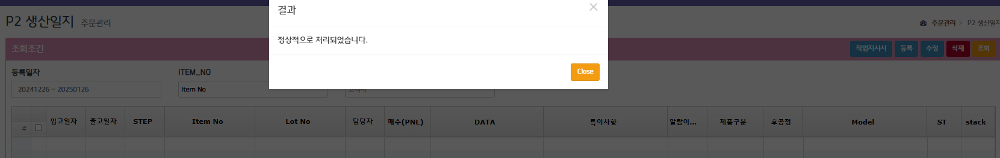 결과
×
정상적으로 처리되었습니다.
Close
P2 생산일지 주문관리
주문관리 > P2 생산일지
조회조건
작업지시서 등록 수정 삭제 조회
등록일자 ITEM_NO
20241226 - 20250126 Item No 고객사
# 입고일자 출고일자 STEP Item No Lot No 담당자 매수(PNL) DATA 특이사항 알람이... 제품구분 후공정 Model ST stack